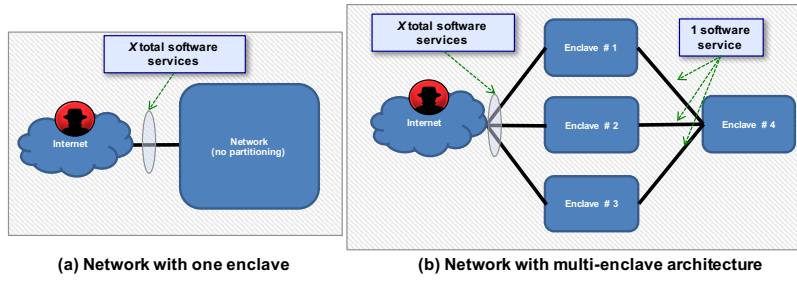 X total software
services
Internet
Network
(no partitioning)
(a) Network with one enclave
X total software
services
Internet
Enclave # 1
Enclave # 2
Enclave # 3
1 software
service
Enclave # 4
(b) Network with multi-enclave architecture